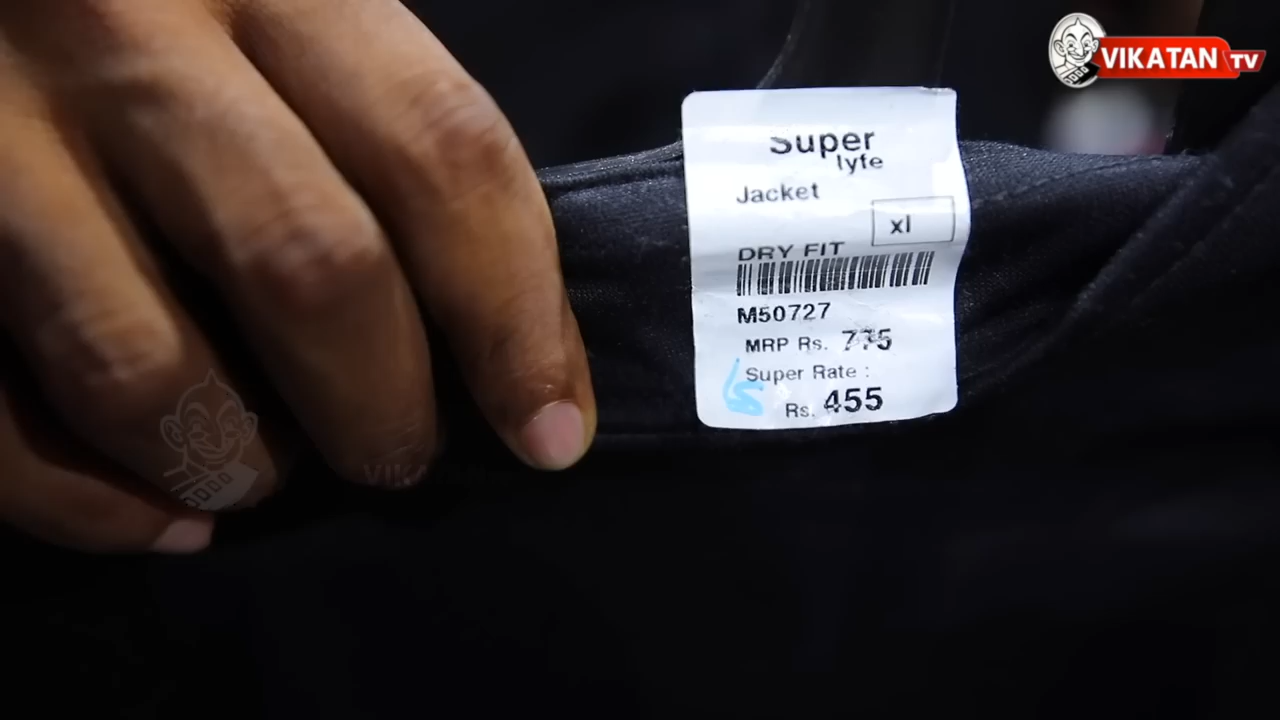 VIKATAN TV
Super
lyfe
Jacket
xl
DRY FIT
M50727
MRP Rs. 775
Super Rate :
Rs. 455